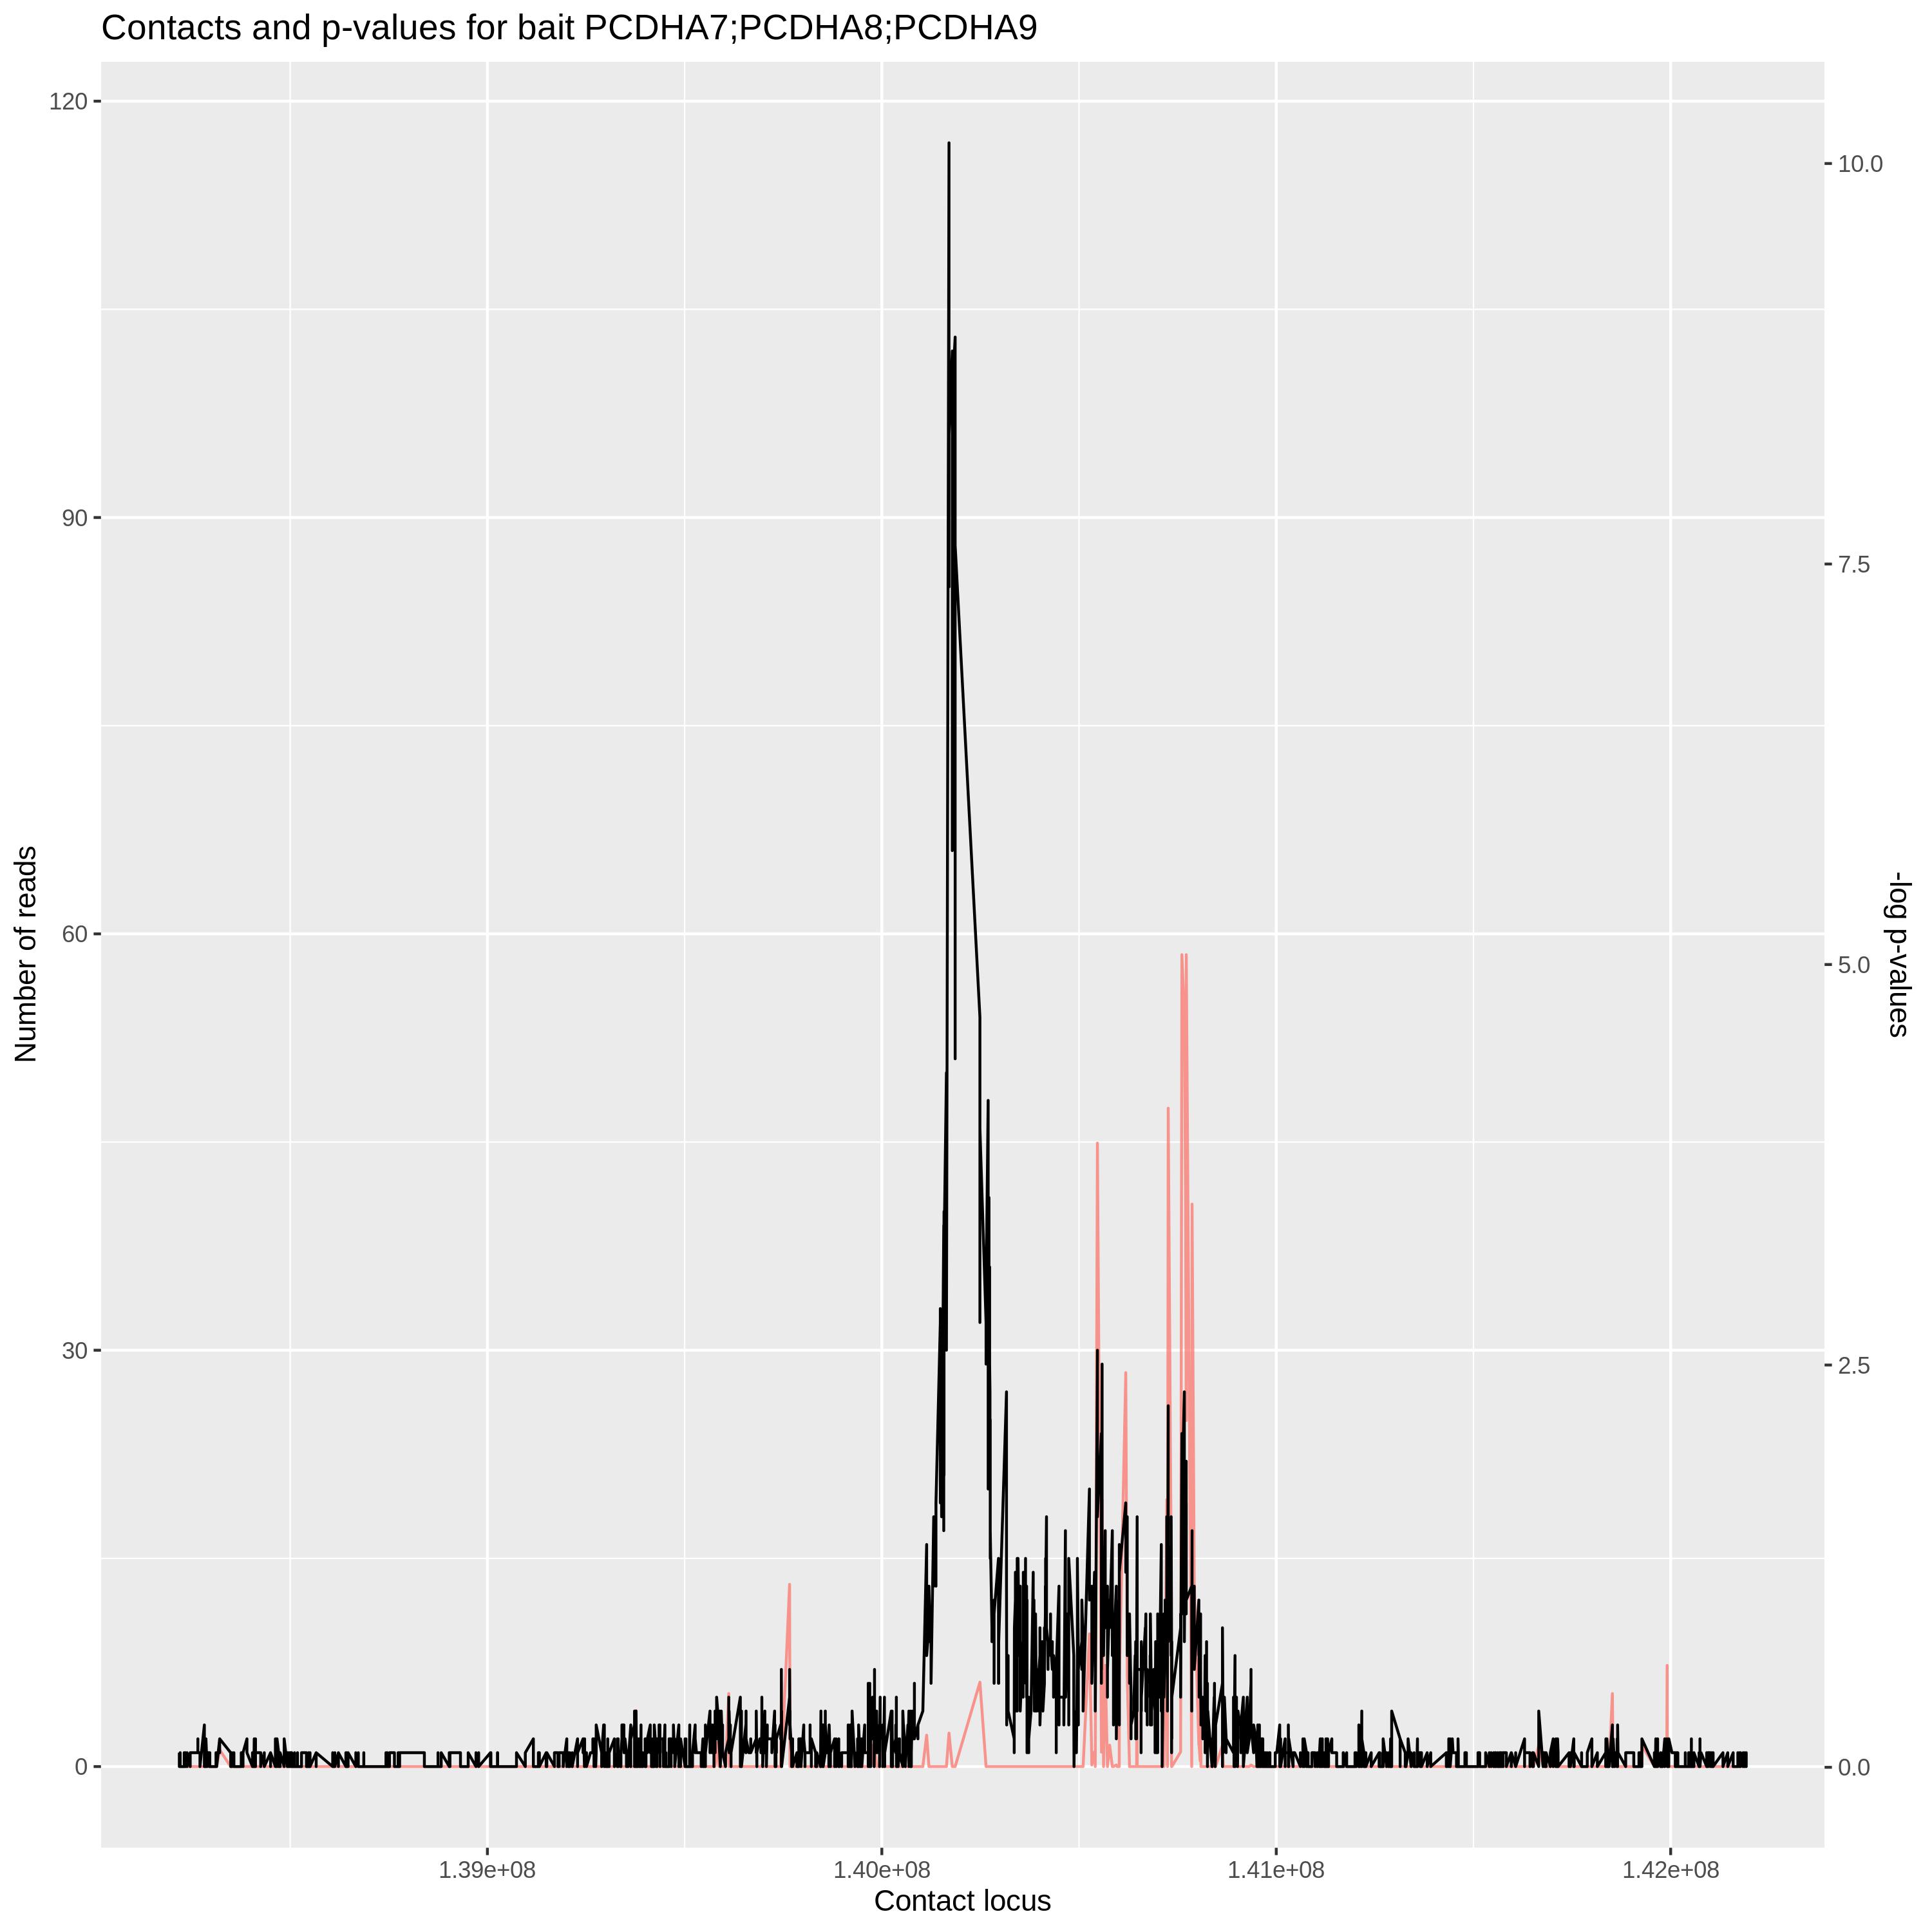 Contacts and p-values for bait PCDHA7;PCDHA8;PCDHA9
120
90
60
30
0
Number of reads
10.0
7.5
5.0
2.5
0.0
-log p-values
1.39e+08
1.40e+08
1.41e+08
1.42e+08
Contact locus